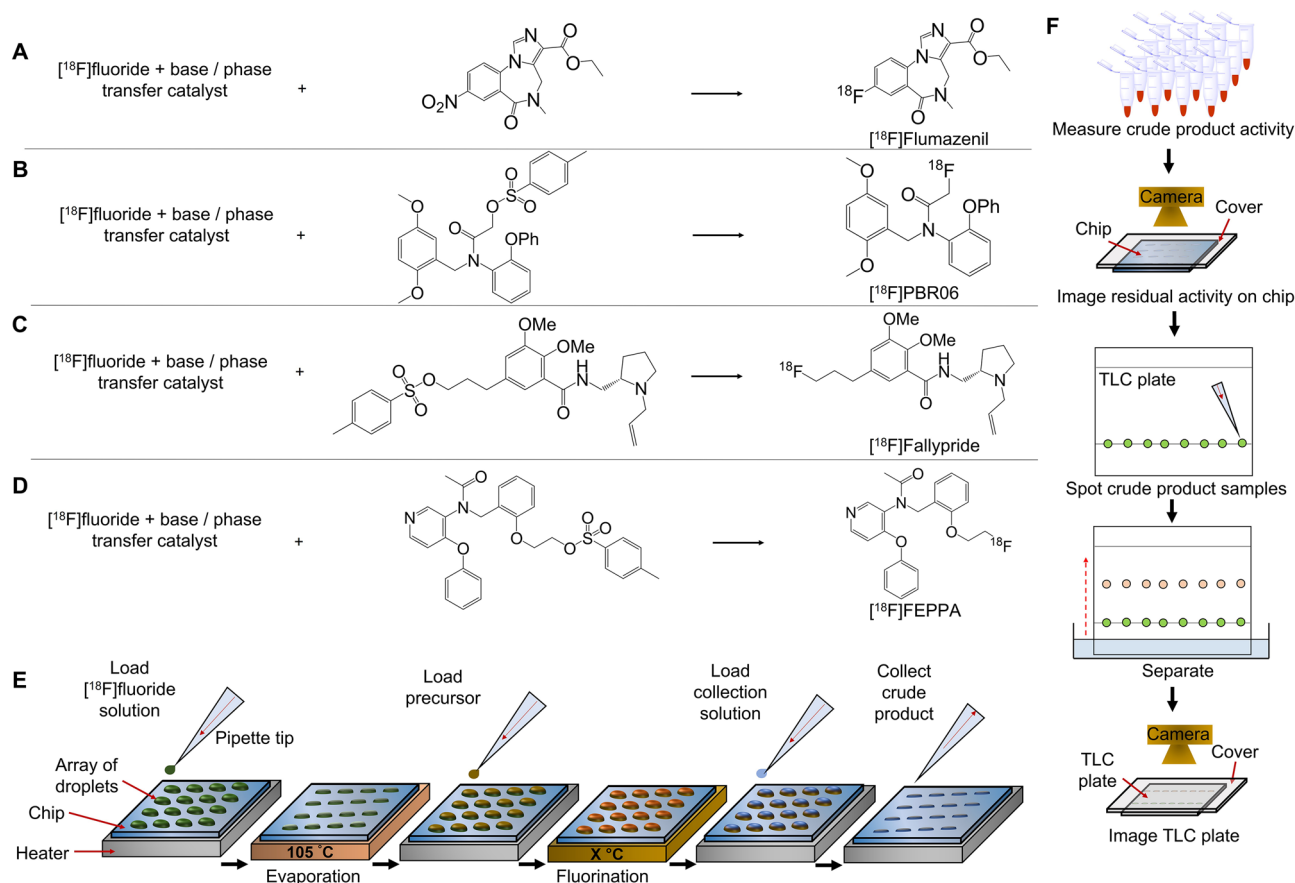 A
[¹⁸F]fluoride + base / phase
transfer catalyst
+
NO₂
N
N
O
O
N
O
¹⁸F
N
N
O
O
N
O
[¹⁸F]Flumazenil
B
[¹⁸F]fluoride + base / phase
transfer catalyst
+
O
S
O
O
O
OPh
O
N
O
¹⁸F
O
O
OPh
N
O
[¹⁸F]PBR06
C
[¹⁸F]fluoride + base / phase
transfer catalyst
+
OMe
OMe
O
S
O
O
H
N
O
N
OMe
OMe
¹⁸F
H
N
O
N
[¹⁸F]Fallypride
D
[¹⁸F]fluoride + base / phase
transfer catalyst
+
O
N
N
O
O
O
O
S
O
O
N
N
O
O
¹⁸F
[¹⁸F]FEPPA
E
Load
[¹⁸F]fluoride
solution
Pipette tip
Array of
droplets
Chip
Heater
105 °C
Evaporation
Load
precursor
X °C
Fluorination
Load
collection
solution
Collect
crude
product
F
Measure crude product activity
Camera
Cover
Chip
Image residual activity on chip
TLC plate
Spot crude product samples
Separate
Camera
Cover
TLC
plate
Image TLC plate